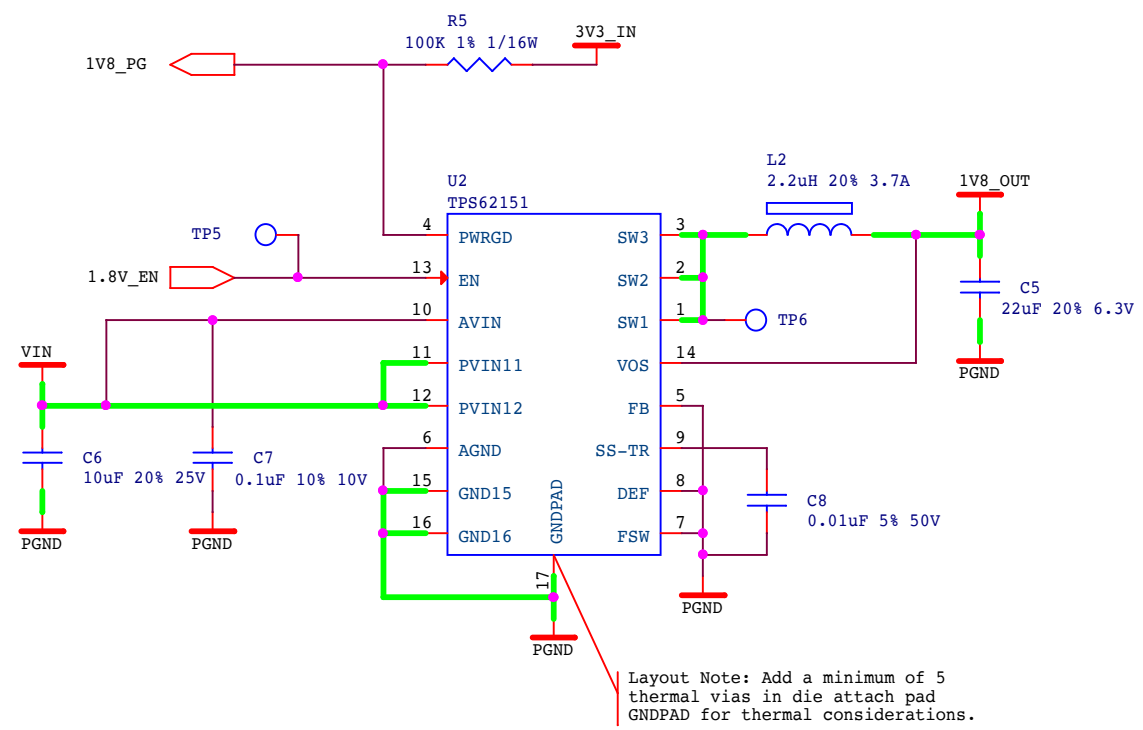 R5
100K 1% 1/16W
3V3_IN
1V8_PG
L2
2.2uH 20% 3.7A
1V8_OUT
U2
TPS62151
TP5
4
PWRGD
SW3
3
1.8V_EN
13
EN
SW2
2
C5
22uF 20% 6.3V
10
AVIN
SW1
1
TP6
VIN
11
PVIN11
VOS
14
PGND
12
PVIN12
FB
5
6
AGND
SS-TR
9
C6
10uF 20% 25V
C7
0.1uF 10% 10V
15
GND15
DEF
8
C8
0.01uF 5% 50V
16
GND16
GNDPAD
FSW
7
PGND
PGND
17
PGND
PGND
Layout Note: Add a minimum of 5
thermal vias in die attach pad
GNDPAD for thermal considerations.